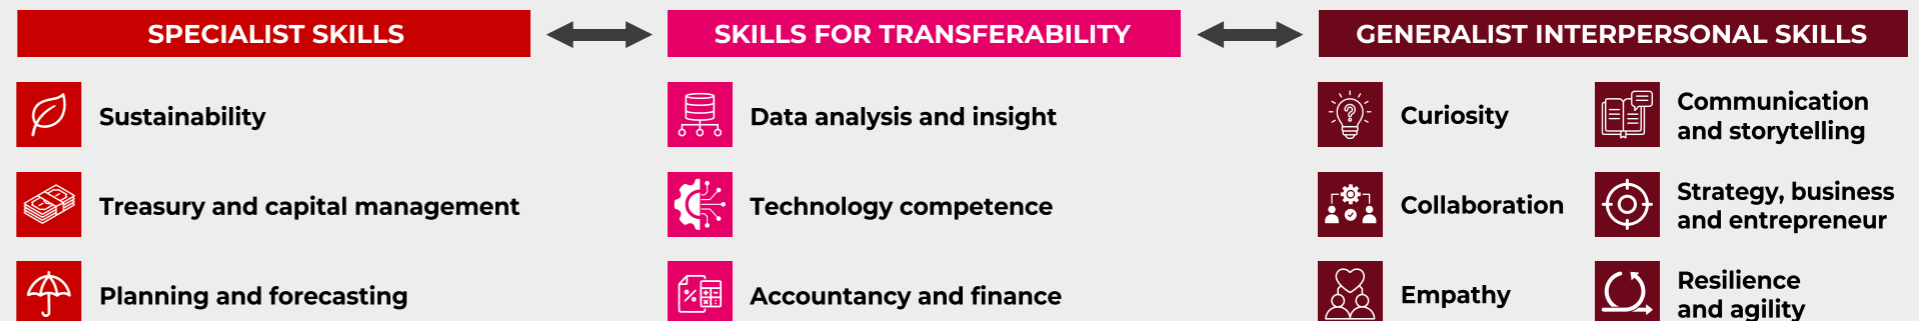 SPECIALIST SKILLS
SKILLS FOR TRANSFERABILITY
GENERALIST INTERPERSONAL SKILLS
Sustainability
Treasury and capital management
Planning and forecasting
Data analysis and insight
Technology competence
Accountancy and finance
Curiosity
Collaboration
Empathy
Communication
and storytelling
Strategy, business
and entrepreneur
Resilience
and agility